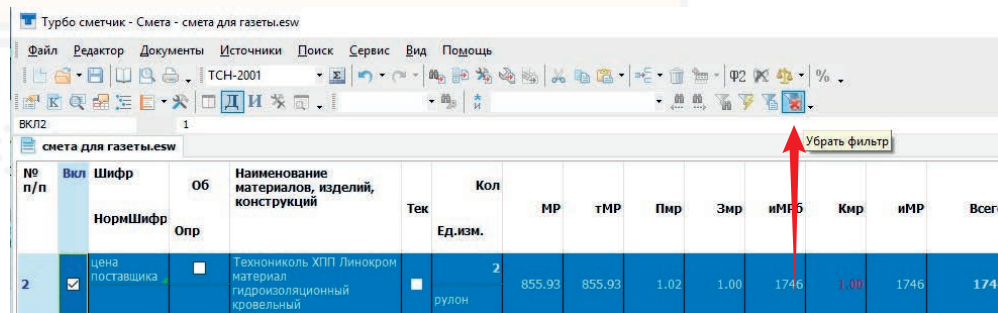 Турбо сметчик - Смета - смета для газеты.esw
Файл Редактор Документы Источники Поиск Сервис Вид Помощь
ТСН-2001 Σ Ф2 %
К Д И
ВКЛ2 1
смета для газеты.esw
Убрать фильтр
№ п/п Вкл Шифр Об Наименование Кол
материалов, изделий,
конструкций
Тек МР тМР Пмр Змр иМРб Кмр иМР
НормШифр Опр Ед.изм.
2 цена Технониколь ХПП Линокром 2
поставщика материал
гидроизоляционный 855.93 855.93 1.02 1.00 1746 1.00 1746
кровельный рулон